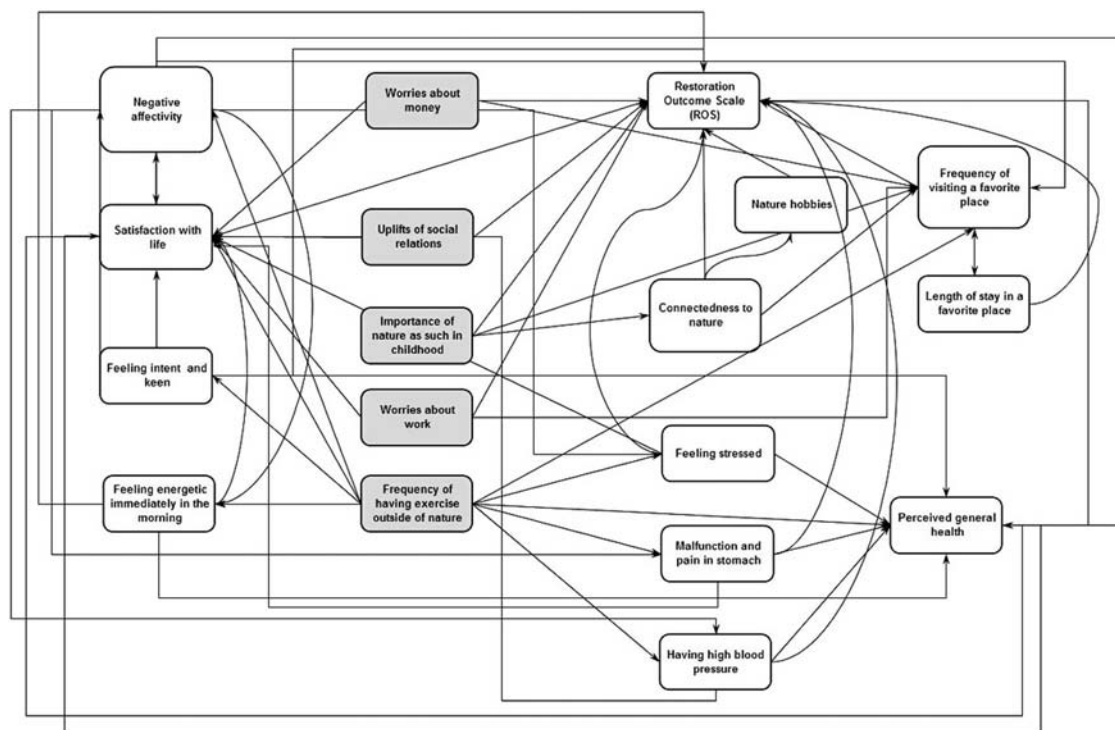 Negative
affectivity
Worries about
money
Restoration
Outcome Scale
(ROS)
Frequency of
visiting a favorite
place
Nature hobbies
Satisfaction with
life
Uplifts of social
relations
Length of stay in a
favorite place
Connectedness to
nature
Importance of
nature as such in
childhood
Feeling intent and
keen
Worries about
work
Feeling stressed
Feeling energetic
immediately in the
morning
Frequency of
having exercise
outside of nature
Perceived general
health
Malfunction and
pain in stomach
Having high blood
pressure